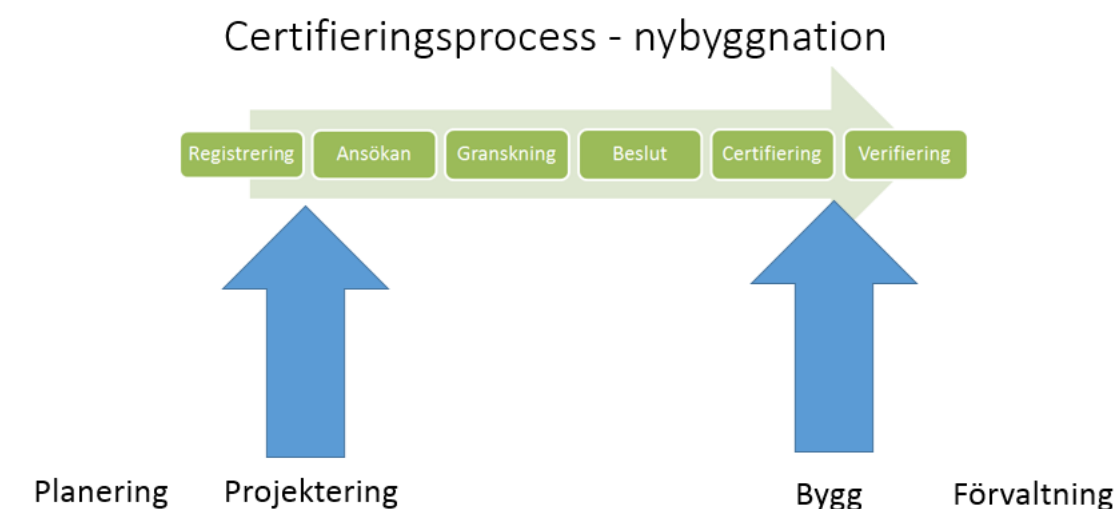 Certifieringsprocess - nybyggnation
Registrering
Ansökan
Granskning
Beslut
Certifiering
Verifiering
Planering
Projektering
Bygg
Förvaltning